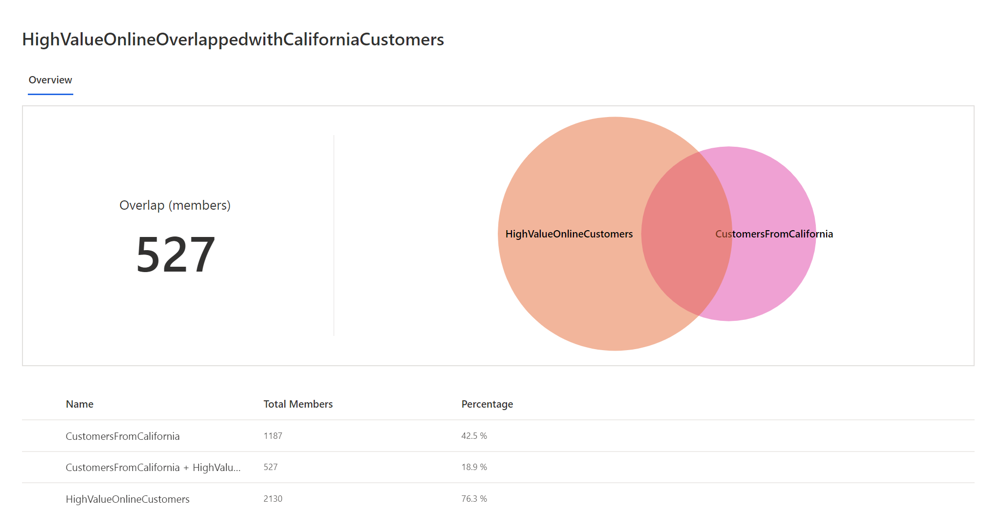 HighValueOnlineOverlappedwithCaliforniaCustomers
Overview
Overlap (members)
527
HighValueOnlineCustomers
CustomersFromCalifornia
Name Total Members Percentage
CustomersFromCalifornia 1187 42.5 %
CustomersFromCalifornia + HighValu... 527 18.9 %
HighValueOnlineCustomers 2130 76.3 %